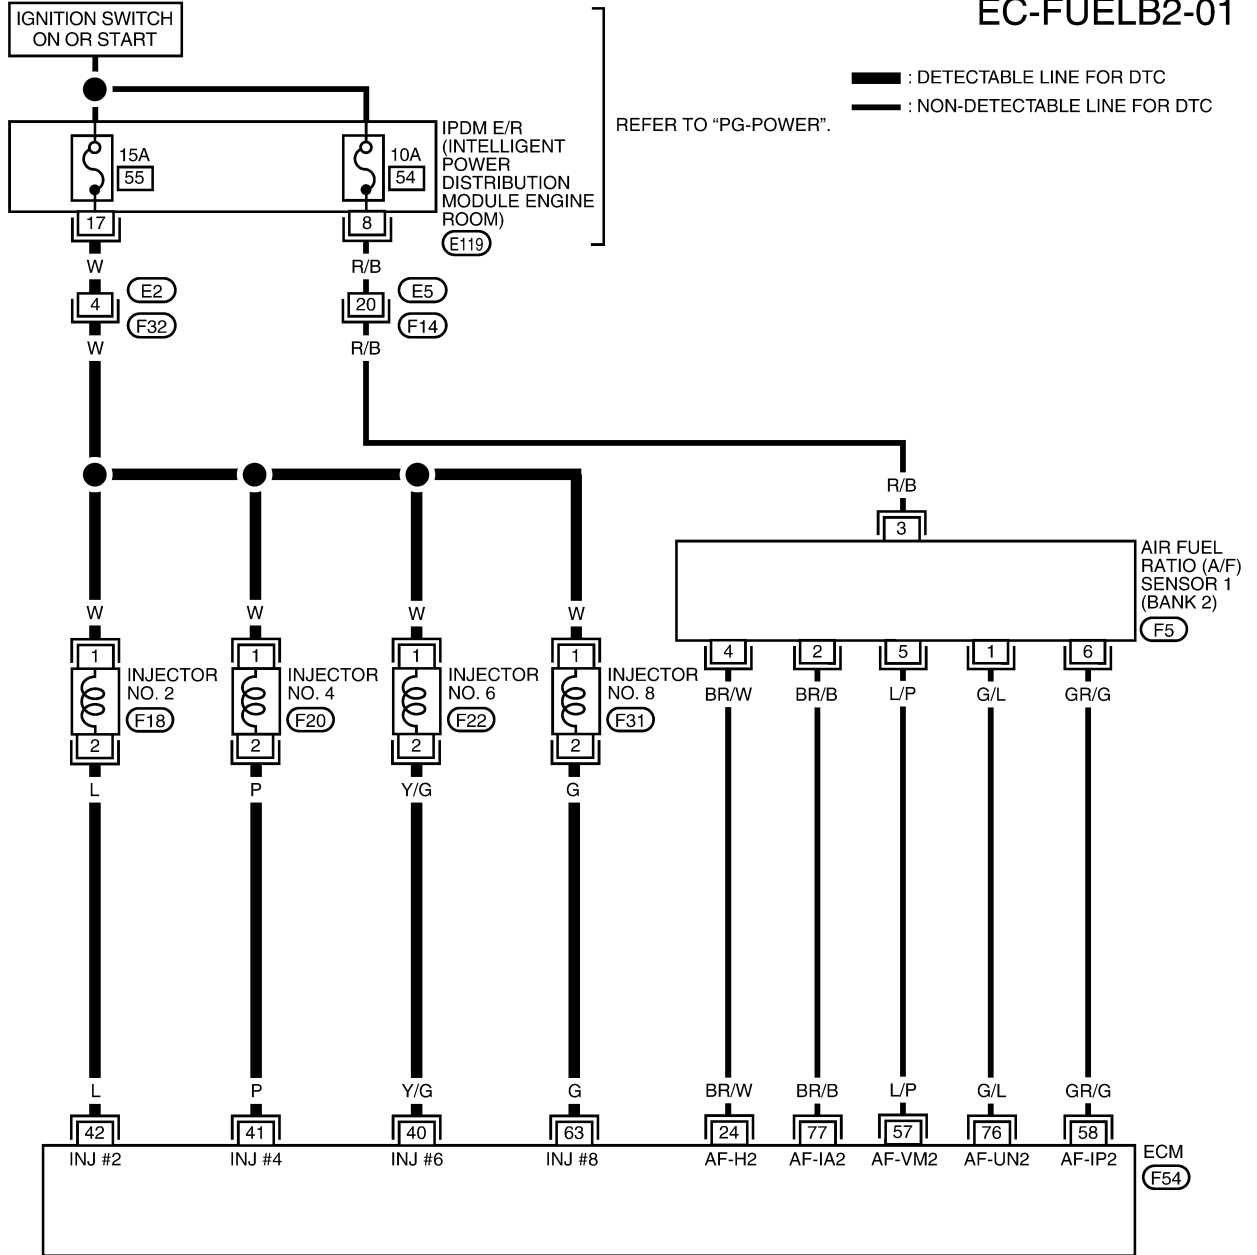 EC-FUELB2-01
IGNITION SWITCH
ON OR START
: DETECTABLE LINE FOR DTC
: NON-DETECTABLE LINE FOR DTC
REFER TO “PG-POWER”.
15A
55
10A
54
IPDM E/R
(INTELLIGENT
POWER
DISTRIBUTION
MODULE ENGINE
ROOM)
E119
17
8
W
R/B
4
E2
F32
20
E5
F14
W
R/B
R/B
3
AIR FUEL
RATIO (A/F)
SENSOR 1
(BANK 2)
F5
W
W
W
W
1
1
1
1
INJECTOR
NO. 2
F18
INJECTOR
NO. 4
F20
INJECTOR
NO. 6
F22
INJECTOR
NO. 8
F31
4
2
5
1
6
BR/W
BR/B
L/P
G/L
GR/G
2
2
2
2
L
P
Y/G
G
L
P
Y/G
G
BR/W
BR/B
L/P
G/L
GR/G
42
41
40
63
24
77
57
76
58
INJ #2
INJ #4
INJ #6
INJ #8
AF-H2
AF-IA2
AF-VM2
AF-UN2
AF-IP2
ECM
F54